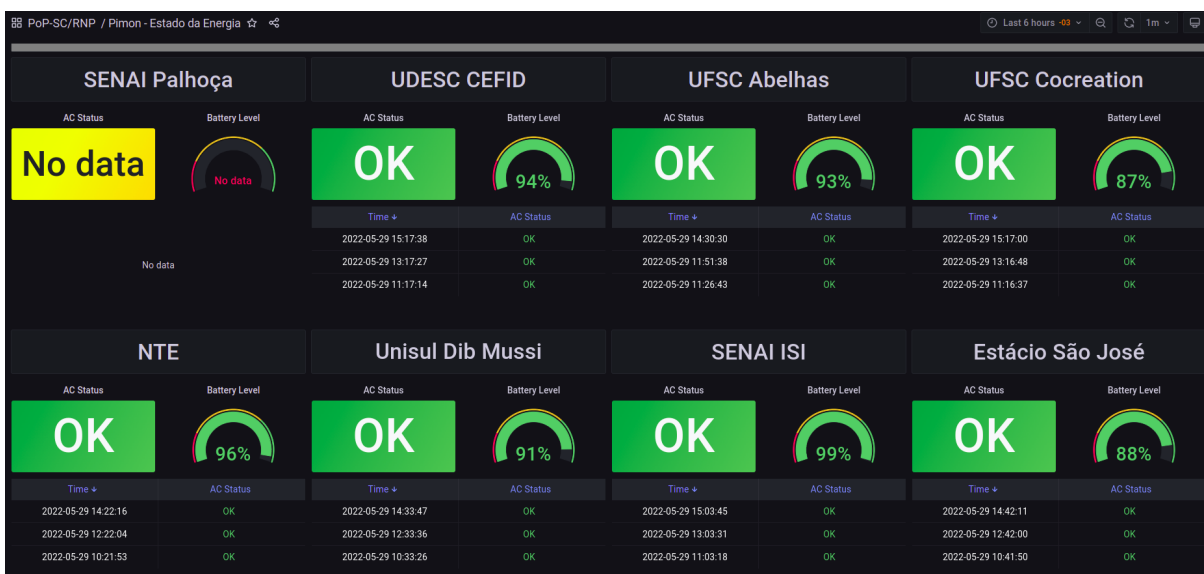 PoP-SC/RNP / Pimon - Estado da Energia
Last 6 hours -03
1m
SENAI Palhoça
UDESC CEFID
UFSC Abelhas
UFSC Cocreation
AC Status
Battery Level
AC Status
Battery Level
AC Status
Battery Level
AC Status
Battery Level
No data
No data
OK
94%
OK
93%
OK
87%
No data
Time AC Status
2022-05-29 15:17:38 OK
2022-05-29 13:17:27 OK
2022-05-29 11:17:14 OK
Time AC Status
2022-05-29 14:30:30 OK
2022-05-29 11:51:38 OK
2022-05-29 11:26:43 OK
Time AC Status
2022-05-29 15:17:00 OK
2022-05-29 13:16:48 OK
2022-05-29 11:16:37 OK
NTE
Unisul Dib Mussi
SENAI ISI
Estácio São José
AC Status
Battery Level
AC Status
Battery Level
AC Status
Battery Level
AC Status
Battery Level
OK
96%
OK
91%
OK
99%
OK
88%
Time AC Status
2022-05-29 14:22:16 OK
2022-05-29 12:22:04 OK
2022-05-29 10:21:53 OK
Time AC Status
2022-05-29 14:33:47 OK
2022-05-29 12:33:36 OK
2022-05-29 10:33:26 OK
Time AC Status
2022-05-29 15:03:45 OK
2022-05-29 13:03:31 OK
2022-05-29 11:03:18 OK
Time AC Status
2022-05-29 14:42:11 OK
2022-05-29 12:42:00 OK
2022-05-29 10:41:50 OK